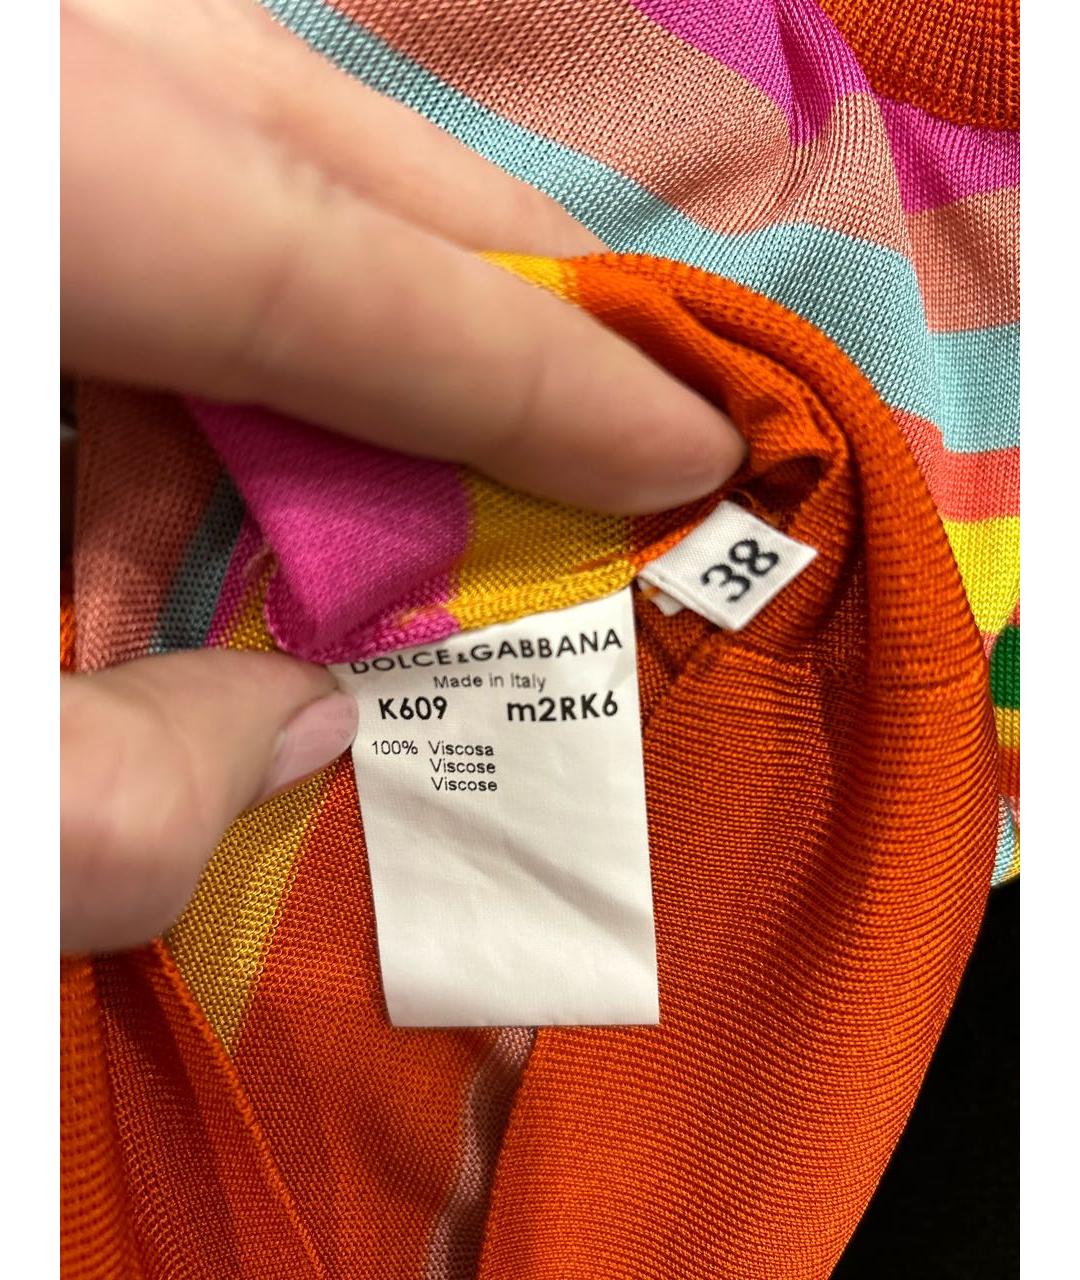 38
DOLCE&GABBANA
Made in Italy
K609 m2RK6
100% Viscosa
Viscose
Viscose